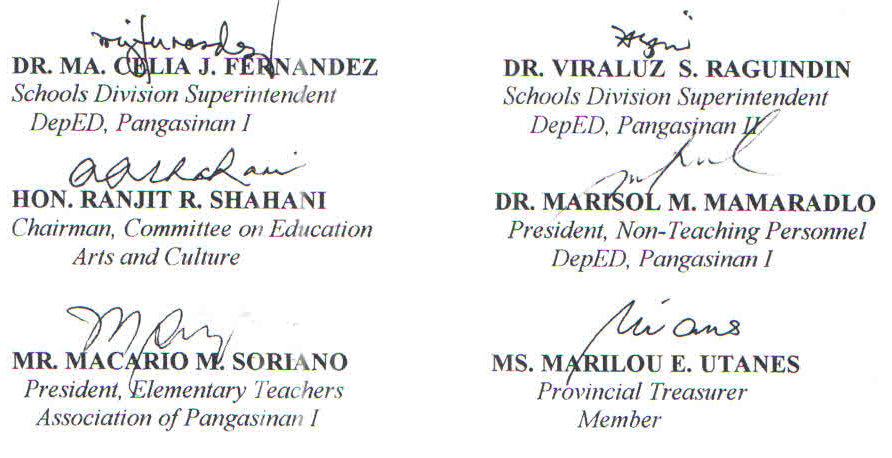 DR. MA. CELIA J. FERNANDEZ
Schools Division Superintendent
DepED, Pangasinan I
DR. VIRALUZ S. RAGUINDIN
Schools Division Superintendent
DepED, Pangasinan II
HON. RANJIT R. SHAHANI
Chairman, Committee on Education
Arts and Culture
DR. MARISOL M. MAMARADLO
President, Non-Teaching Personnel
DepED, Pangasinan I
MR. MACARIO M. SORIANO
President, Elementary Teachers
Association of Pangasinan I
MS. MARILOU E. UTANES
Provincial Treasurer
Member